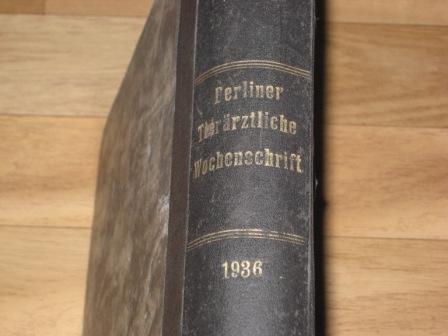 Berliner
Tierärztliche
Wochenschrift.
1936